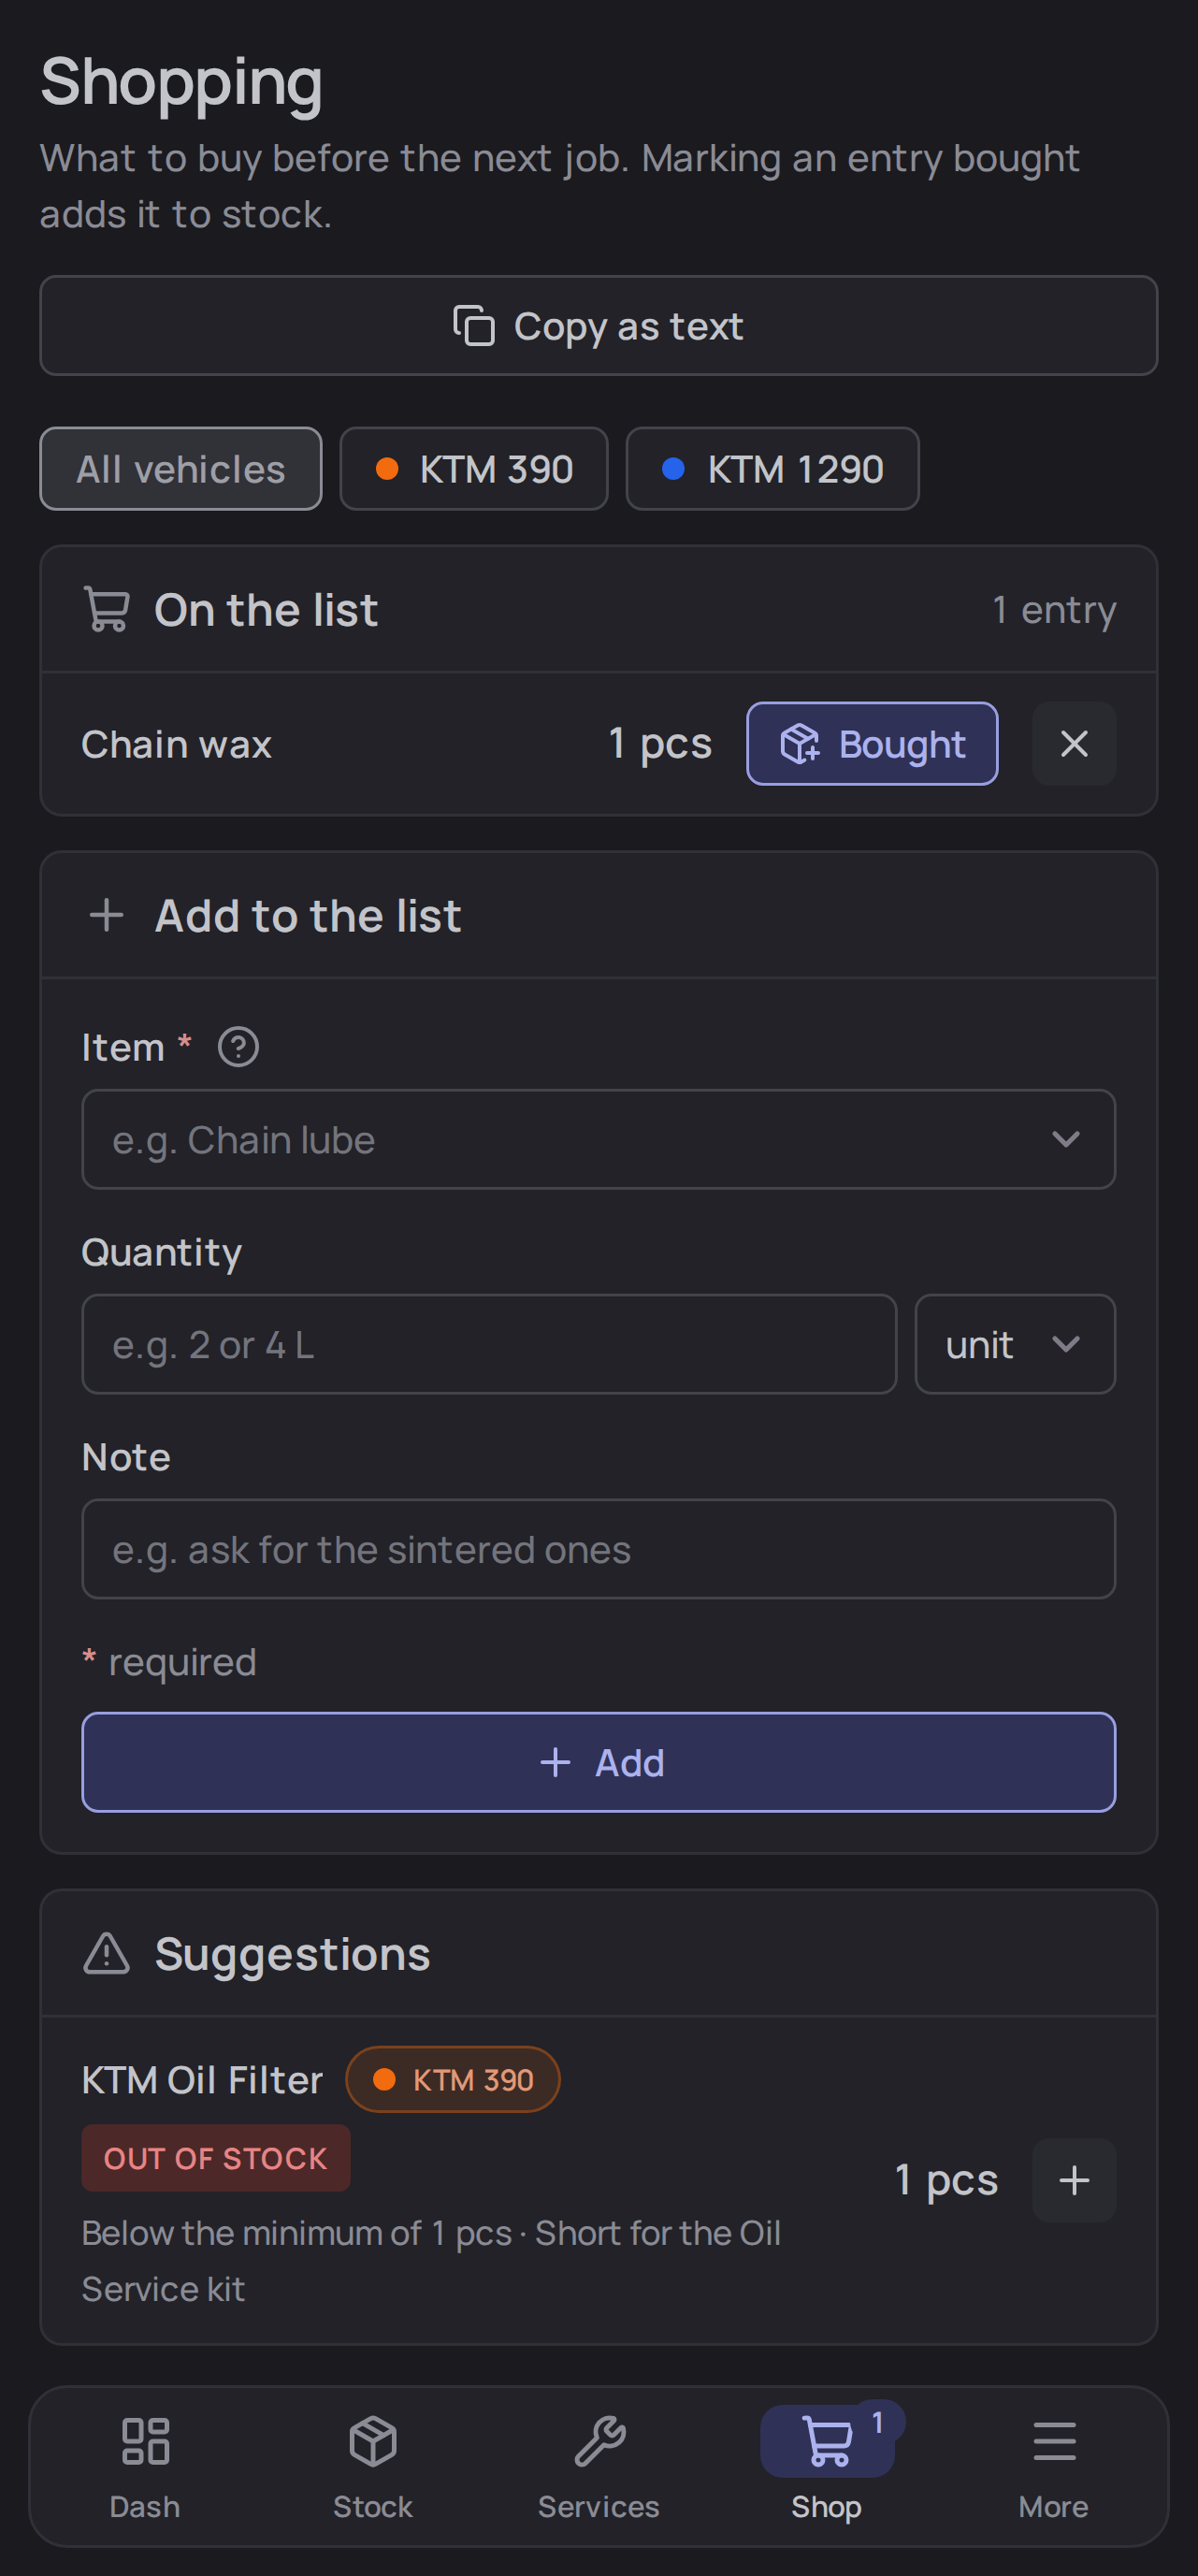 Shopping
What to buy before the next job. Marking an entry bought
adds it to stock.
Copy as text
All vehicles
KTM 390
KTM 1290
On the list
1 entry
Chain wax
1 pcs
Bought
Add to the list
Item *
e.g. Chain lube
Quantity
e.g. 2 or 4 L
unit
Note
e.g. ask for the sintered ones
* required
Add
Suggestions
KTM Oil Filter
KTM 390
OUT OF STOCK
1 pcs
Below the minimum of 1 pcs · Short for the Oil
Service kit
1
Dash
Stock
Services
Shop
More